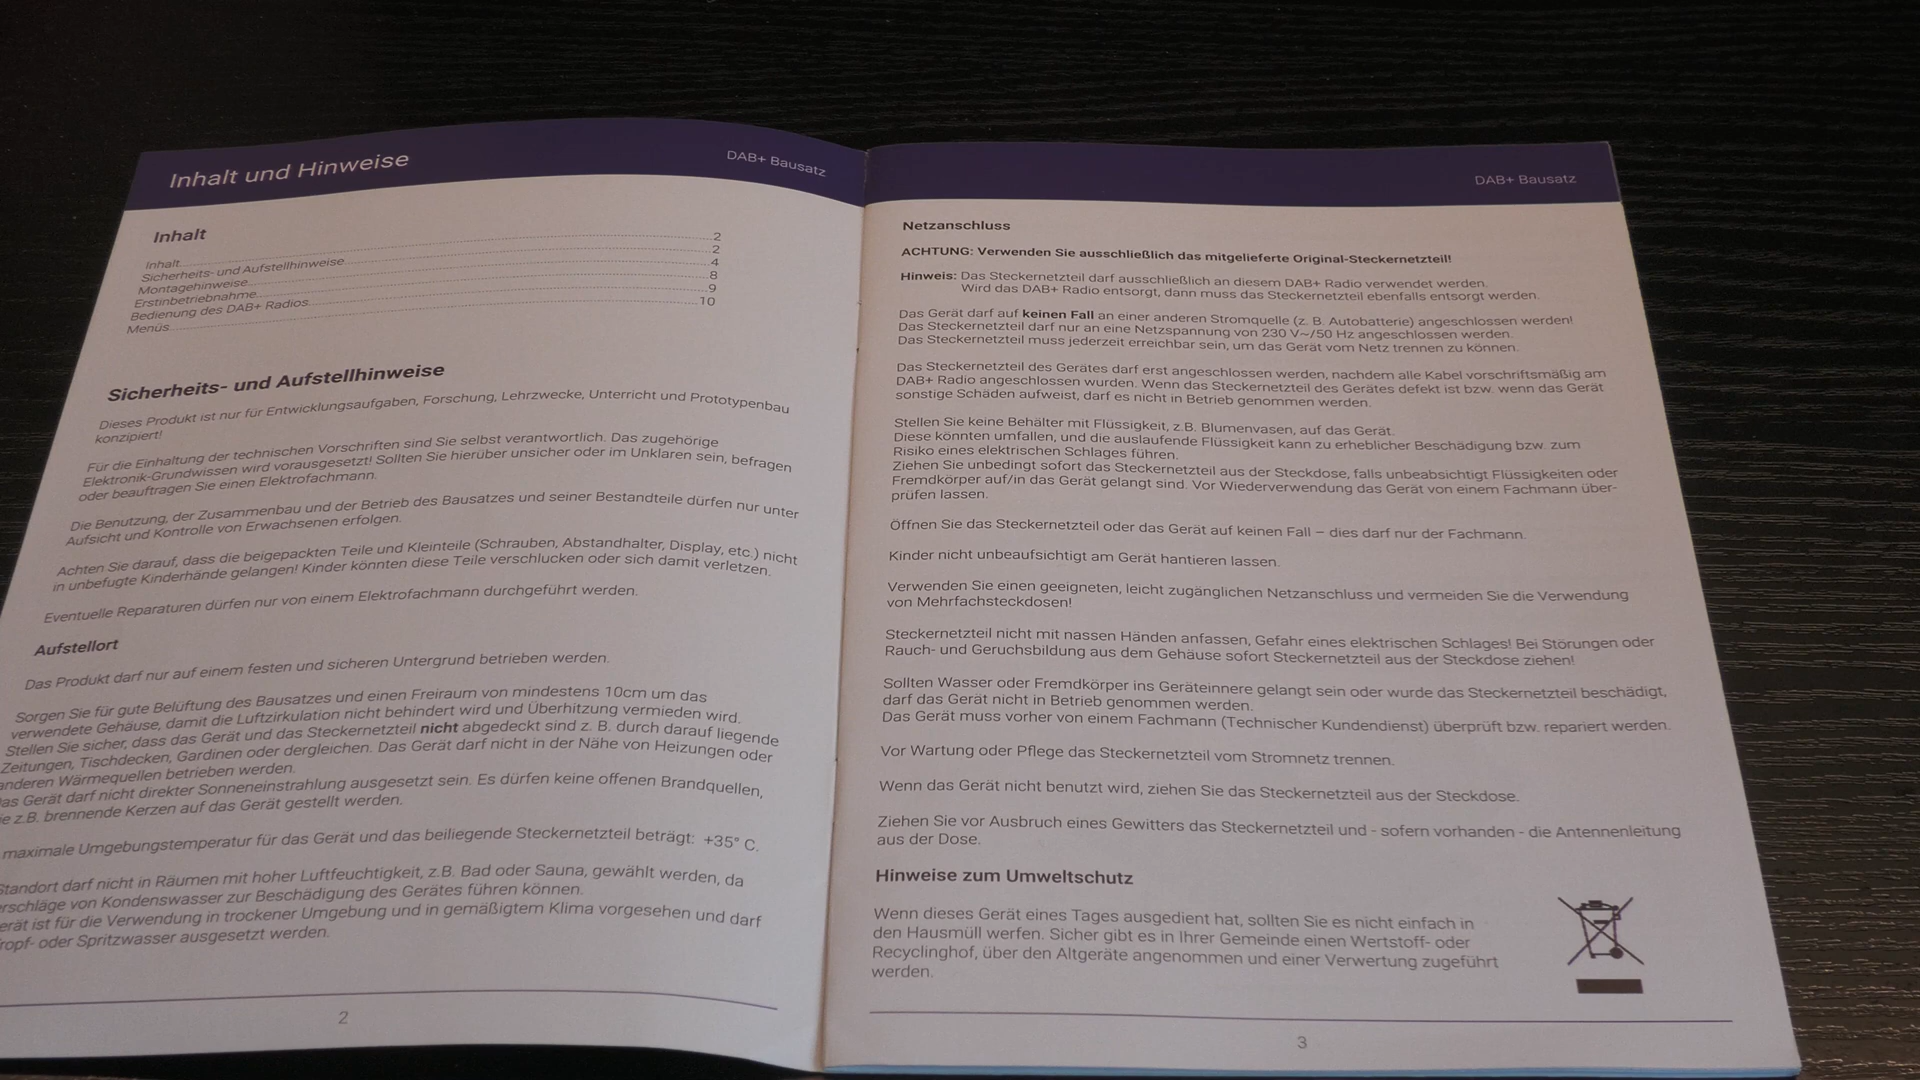 Inhalt und Hinweise
DAB+ Bausatz
Inhalt
Inhalt..........2
Sicherheits- und Aufstellhinweise..........2
Montagehinweise..........4
Erstinbetriebnahme..........8
Bedienung des DAB+ Radios..........9
Menüs..........10
Sicherheits- und Aufstellhinweise
Dieses Produkt ist nur für Entwicklungsaufgaben, Forschung, Lehrzwecke, Unterricht und Prototypenbau
konzipiert!
Für die Einhaltung der technischen Vorschriften sind Sie selbst verantwortlich. Das zugehörige
Elektronik-Grundwissen wird vorausgesetzt! Sollten Sie hierüber unsicher oder im Unklaren sein, befragen
oder beauftragen Sie einen Elektrofachmann.
Die Benutzung, der Zusammenbau und der Betrieb des Bausatzes und seiner Bestandteile dürfen nur unter
Aufsicht und Kontrolle von Erwachsenen erfolgen.
Achten Sie darauf, dass die beigepackten Teile und Kleinteile (Schrauben, Abstandhalter, Display, etc.) nicht
in unbefugte Kinderhände gelangen! Kinder könnten diese Teile verschlucken oder sich damit verletzen.
Eventuelle Reparaturen dürfen nur von einem Elektrofachmann durchgeführt werden.
Aufstellort
Das Produkt darf nur auf einem festen und sicheren Untergrund betrieben werden.
Sorgen Sie für gute Belüftung des Bausatzes und einen Freiraum von mindestens 10cm um das
verwendete Gehäuse, damit die Luftzirkulation nicht behindert wird und Überhitzung vermieden wird.
Stellen Sie sicher, dass das Gerät und das Steckernetzteil nicht abgedeckt sind z. B. durch darauf liegende
Zeitungen, Tischdecken, Gardinen oder dergleichen. Das Gerät darf nicht in der Nähe von Heizungen oder
anderen Wärmequellen betrieben werden.
as Gerät darf nicht direkter Sonneneinstrahlung ausgesetzt sein. Es dürfen keine offenen Brandquellen,
ie z.B. brennende Kerzen auf das Gerät gestellt werden.
maximale Umgebungstemperatur für das Gerät und das beiliegende Steckernetzteil beträgt: +35° C.
Standort darf nicht in Räumen mit hoher Luftfeuchtigkeit, z.B. Bad oder Sauna, gewählt werden, da
erschläge von Kondenswasser zur Beschädigung des Gerätes führen können.
erät ist für die Verwendung in trockener Umgebung und in gemäßigtem Klima vorgesehen und darf
ropf- oder Spritzwasser ausgesetzt werden.
2
DAB+ Bausatz
Netzanschluss
ACHTUNG: Verwenden Sie ausschließlich das mitgelieferte Original-Steckernetzteil!
Hinweis: Das Steckernetzteil darf ausschließlich an diesem DAB+ Radio verwendet werden.
Wird das DAB+ Radio entsorgt, dann muss das Steckernetzteil ebenfalls entsorgt werden.
Das Gerät darf auf keinen Fall an einer anderen Stromquelle (z. B. Autobatterie) angeschlossen werden!
Das Steckernetzteil darf nur an eine Netzspannung von 230 V~/50 Hz angeschlossen werden.
Das Steckernetzteil muss jederzeit erreichbar sein, um das Gerät vom Netz trennen zu können.
Das Steckernetzteil des Gerätes darf erst angeschlossen werden, nachdem alle Kabel vorschriftsmäßig am
DAB+ Radio angeschlossen wurden. Wenn das Steckernetzteil des Gerätes defekt ist bzw. wenn das Gerät
sonstige Schäden aufweist, darf es nicht in Betrieb genommen werden.
Stellen Sie keine Behälter mit Flüssigkeit, z.B. Blumenvasen, auf das Gerät.
Diese könnten umfallen, und die auslaufende Flüssigkeit kann zu erheblicher Beschädigung bzw. zum
Risiko eines elektrischen Schlages führen.
Ziehen Sie unbedingt sofort das Steckernetzteil aus der Steckdose, falls unbeabsichtigt Flüssigkeiten oder
Fremdkörper auf/in das Gerät gelangt sind. Vor Wiederverwendung das Gerät von einem Fachmann über-
prüfen lassen.
Öffnen Sie das Steckernetzteil oder das Gerät auf keinen Fall – dies darf nur der Fachmann.
Kinder nicht unbeaufsichtigt am Gerät hantieren lassen.
Verwenden Sie einen geeigneten, leicht zugänglichen Netzanschluss und vermeiden Sie die Verwendung
von Mehrfachsteckdosen!
Steckernetzteil nicht mit nassen Händen anfassen, Gefahr eines elektrischen Schlages! Bei Störungen oder
Rauch- und Geruchsbildung aus dem Gehäuse sofort Steckernetzteil aus der Steckdose ziehen!
Sollten Wasser oder Fremdkörper ins Geräteinnere gelangt sein oder wurde das Steckernetzteil beschädigt,
darf das Gerät nicht in Betrieb genommen werden.
Das Gerät muss vorher von einem Fachmann (Technischer Kundendienst) überprüft bzw. repariert werden.
Vor Wartung oder Pflege das Steckernetzteil vom Stromnetz trennen.
Wenn das Gerät nicht benutzt wird, ziehen Sie das Steckernetzteil aus der Steckdose.
Ziehen Sie vor Ausbruch eines Gewitters das Steckernetzteil und - sofern vorhanden - die Antennenleitung
aus der Dose.
Hinweise zum Umweltschutz
Wenn dieses Gerät eines Tages ausgedient hat, sollten Sie es nicht einfach in
den Hausmüll werfen. Sicher gibt es in Ihrer Gemeinde einen Wertstoff- oder
Recyclinghof, über den Altgeräte angenommen und einer Verwertung zugeführt
werden.
3